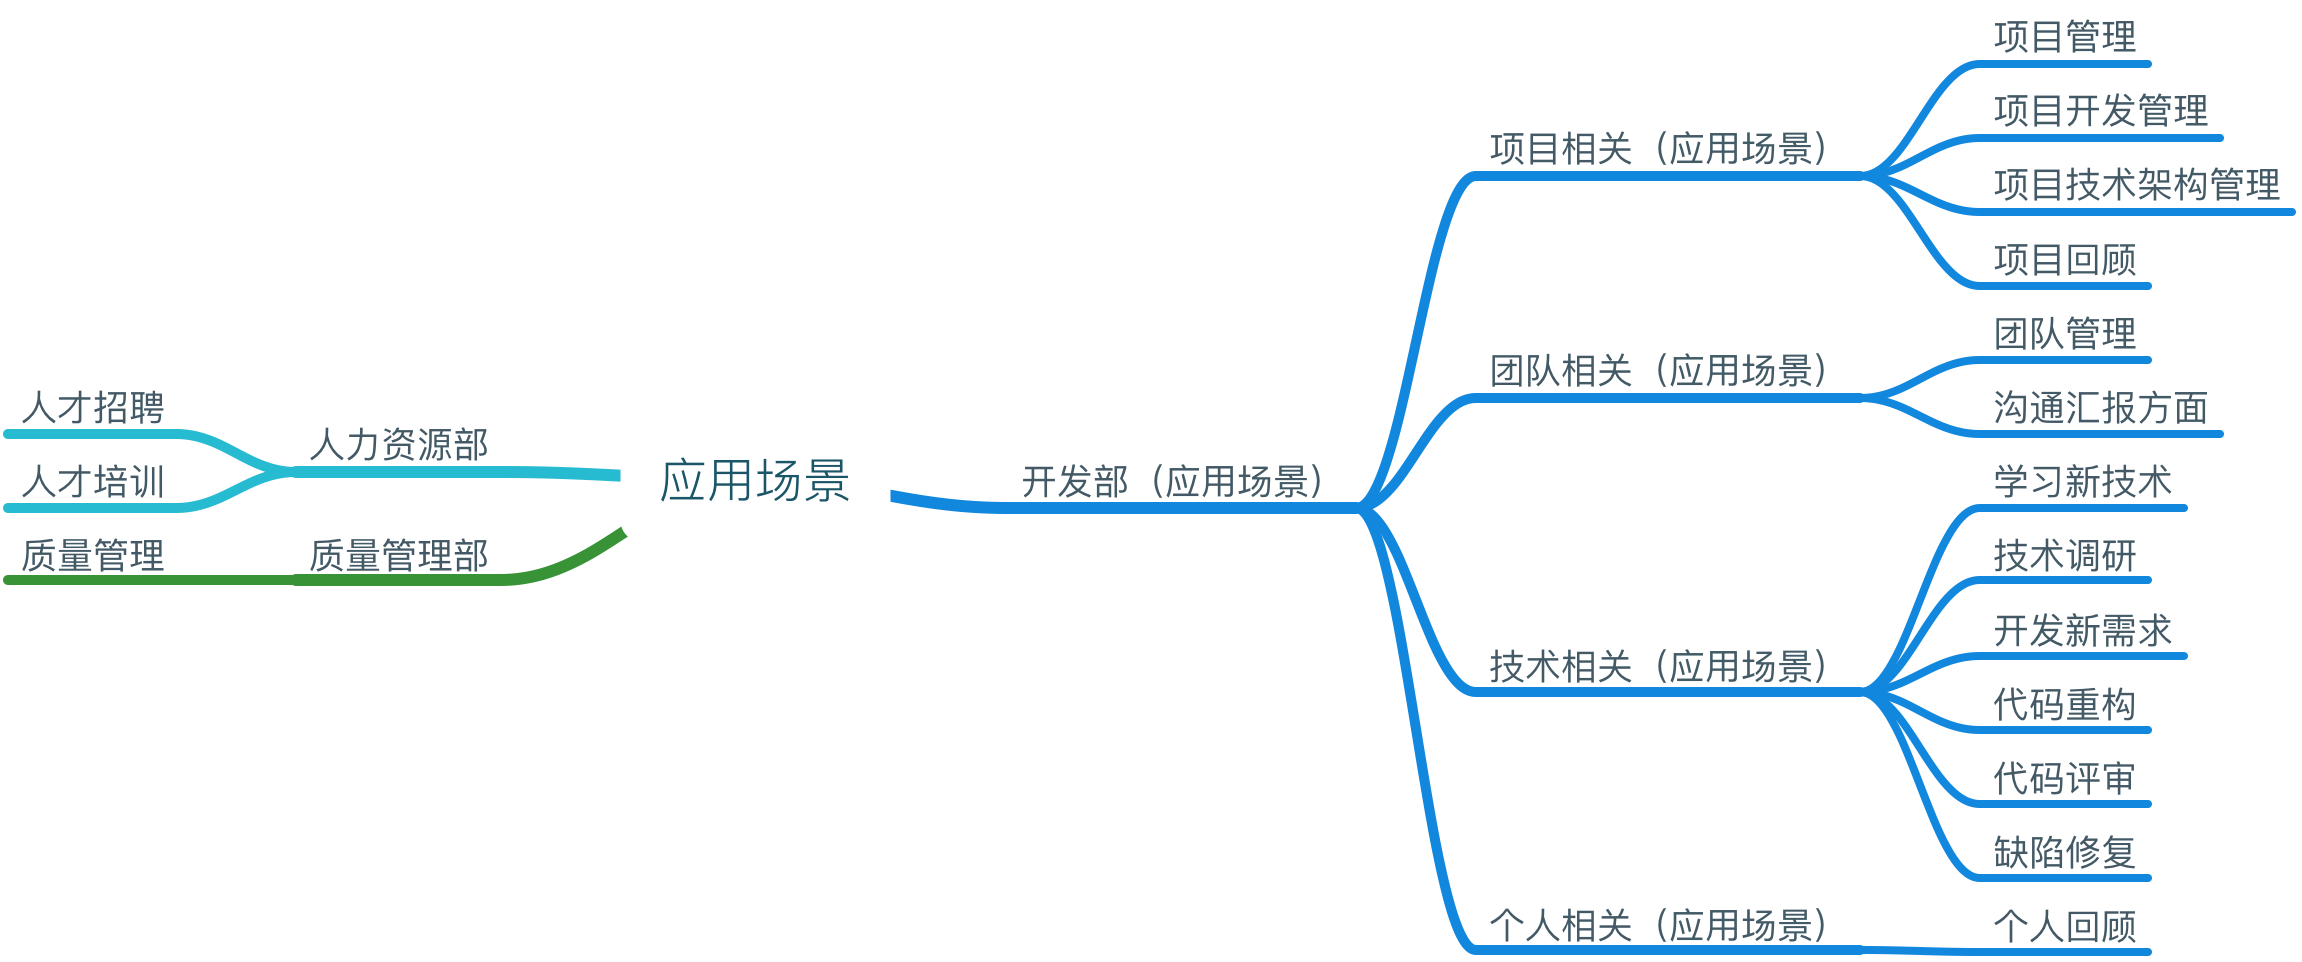 应用场景
开发部（应用场景）
项目相关（应用场景）
项目管理
项目开发管理
项目技术架构管理
项目回顾
团队相关（应用场景）
团队管理
沟通汇报方面
技术相关（应用场景）
学习新技术
技术调研
开发新需求
代码重构
代码评审
缺陷修复
个人相关（应用场景）
个人回顾
人力资源部
人才招聘
人才培训
质量管理部
质量管理